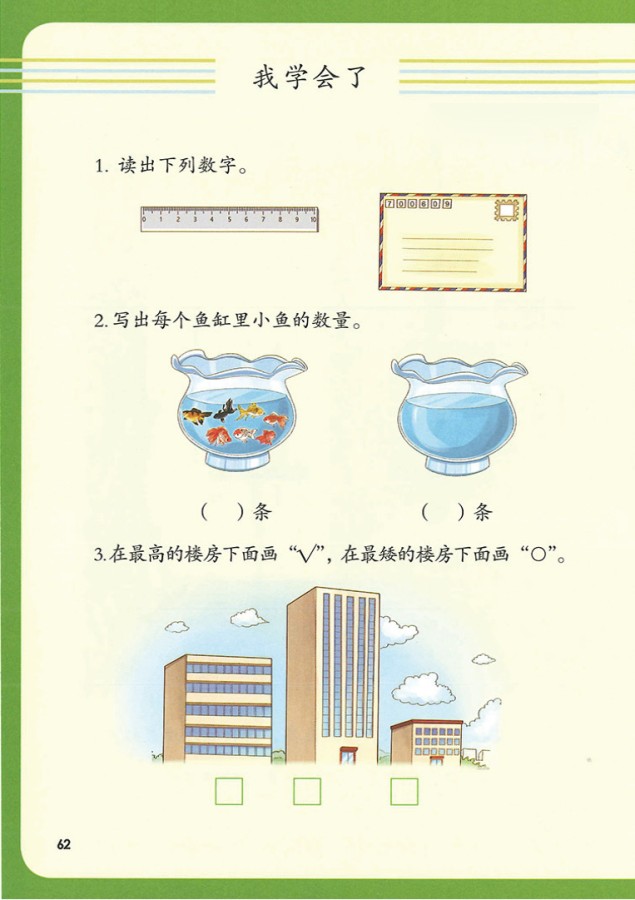 我学会了
1. 读出下列数字。
0 1 2 3 4 5 6 7 8 9 10
7 0 0 6 0 9
2. 写出每个鱼缸里小鱼的数量。
（　）条　（　）条
3. 在最高的楼房下面画“√”，在最矮的楼房下面画“○”。
62